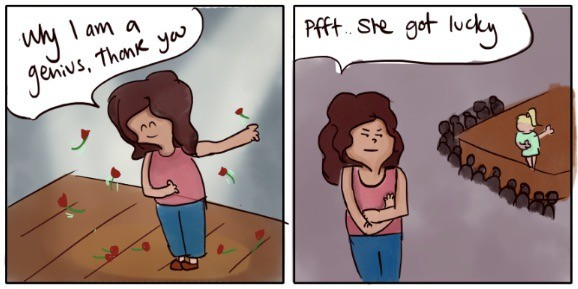 Why I am a
genius, Thank you
Pfft.. She got lucky